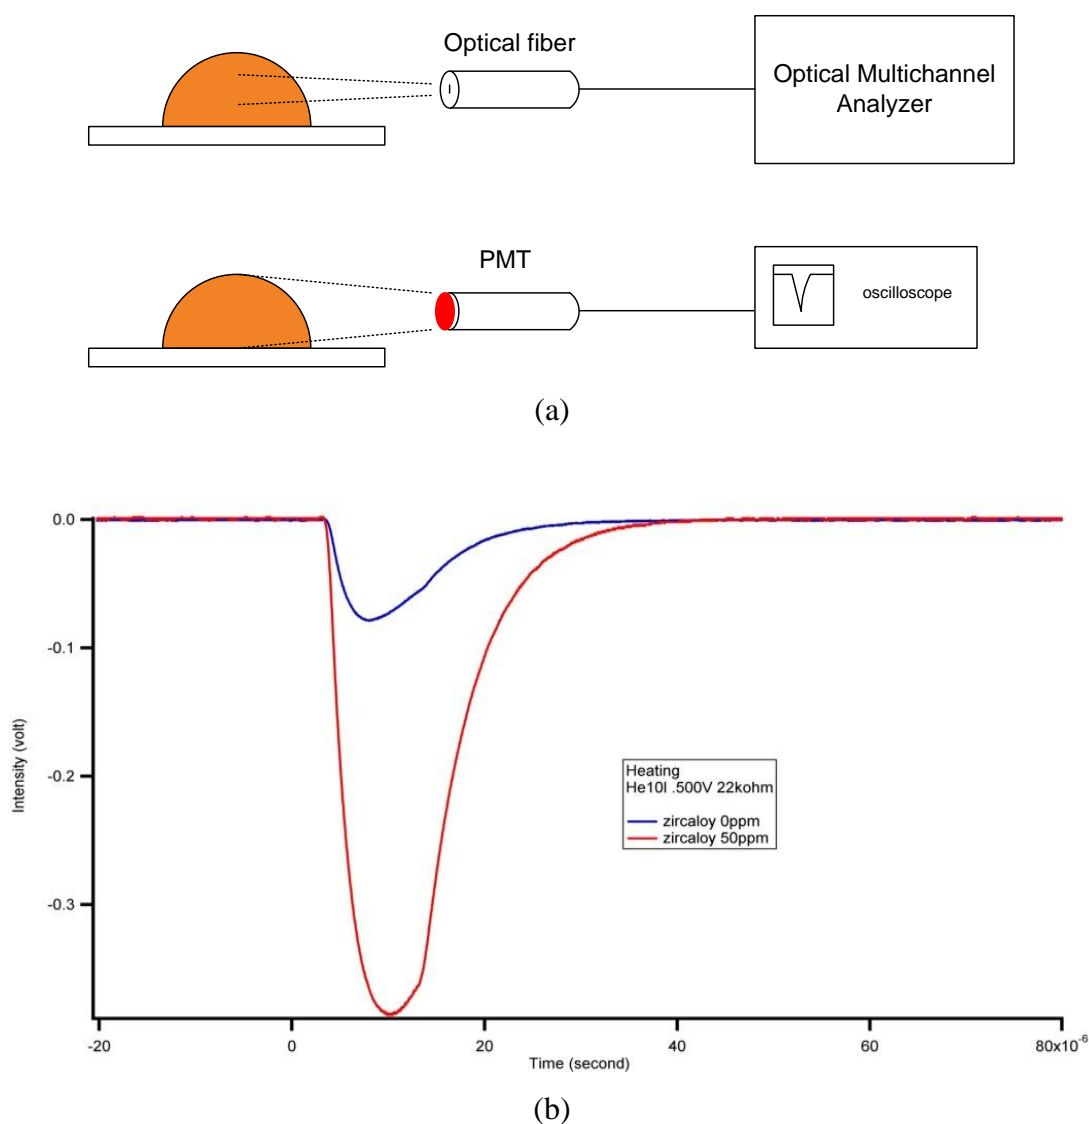 Optical fiber
Optical Multichannel
Analyzer
PMT
oscilloscope
(a)
0.0
-0.1
-0.2
-0.3
Intensity (volt)
Heating
He10l .500V 22kohm
zircaloy 0ppm
zircaloy 50ppm
-20
0
20
40
60
80x10-6
Time (second)
(b)